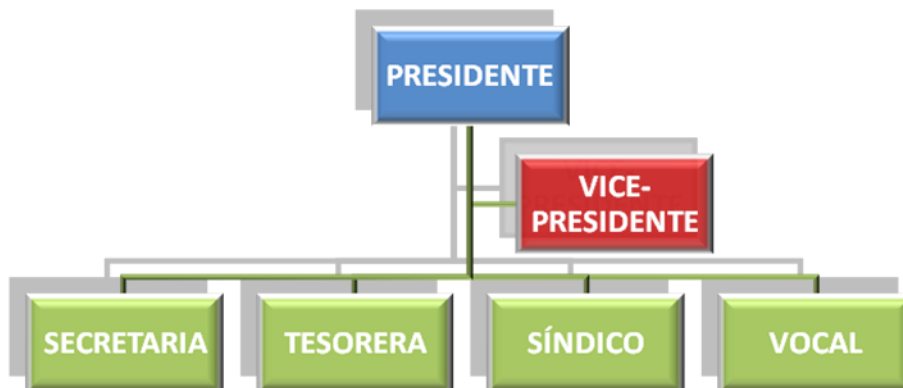 PRESIDENTE
VICE-
PRESIDENTE
SECRETARIA
TESORERA
SÍNDICO
VOCAL